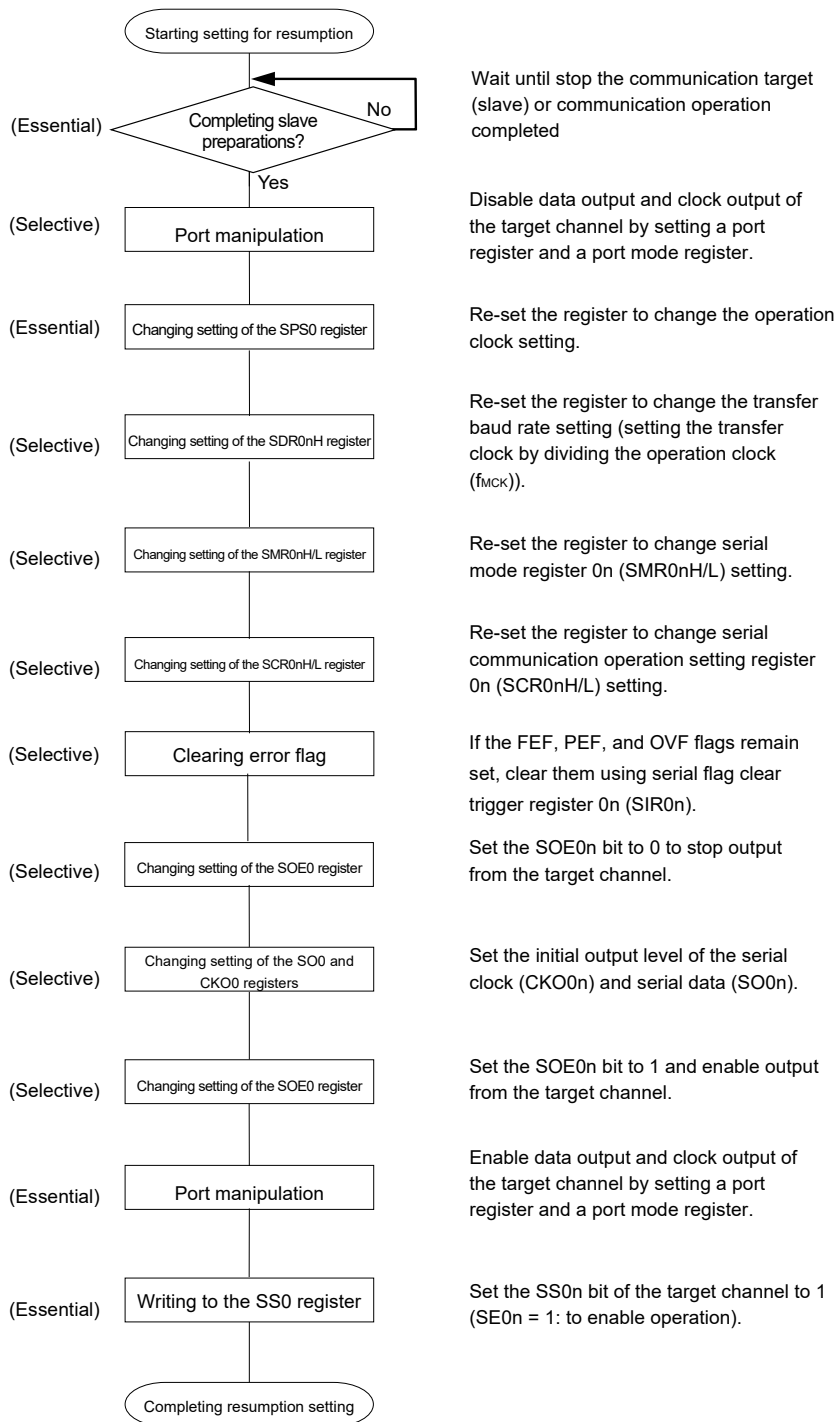 Starting setting for resumption
(Essential)
Completing slave
preparations?
No
Yes
Wait until stop the communication target
(slave) or communication operation
completed
(Selective)
Port manipulation
Disable data output and clock output of
the target channel by setting a port
register and a port mode register.
(Essential)
Changing setting of the SPS0 register
Re-set the register to change the operation
clock setting.
(Selective)
Changing setting of the SDR0nH register
Re-set the register to change the transfer
baud rate setting (setting the transfer
clock by dividing the operation clock
(fMCK)).
(Selective)
Changing setting of the SMR0nH/L register
Re-set the register to change serial
mode register 0n (SMR0nH/L) setting.
(Selective)
Changing setting of the SCR0nH/L register
Re-set the register to change serial
communication operation setting register
0n (SCR0nH/L) setting.
(Selective)
Clearing error flag
If the FEF, PEF, and OVF flags remain
set, clear them using serial flag clear
trigger register 0n (SIR0n).
(Selective)
Changing setting of the SOE0 register
Set the SOE0n bit to 0 to stop output
from the target channel.
(Selective)
Changing setting of the SO0 and
CKO0 registers
Set the initial output level of the serial
clock (CKO0n) and serial data (SO0n).
(Selective)
Changing setting of the SOE0 register
Set the SOE0n bit to 1 and enable output
from the target channel.
(Essential)
Port manipulation
Enable data output and clock output of
the target channel by setting a port
register and a port mode register.
(Essential)
Writing to the SS0 register
Set the SS0n bit of the target channel to 1
(SE0n = 1: to enable operation).
Completing resumption setting